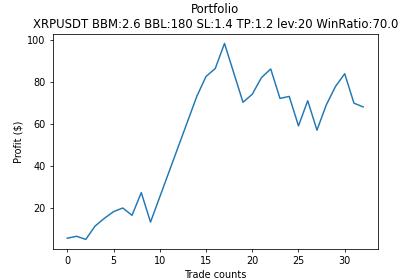 Portfolio
XRPUSDT BBM:2.6 BBL:180 SL:1.4 TP:1.2 lev:20 WinRatio:70.0
100
80
60
40
20
Profit ($)
0 5 10 15 20 25 30
Trade counts